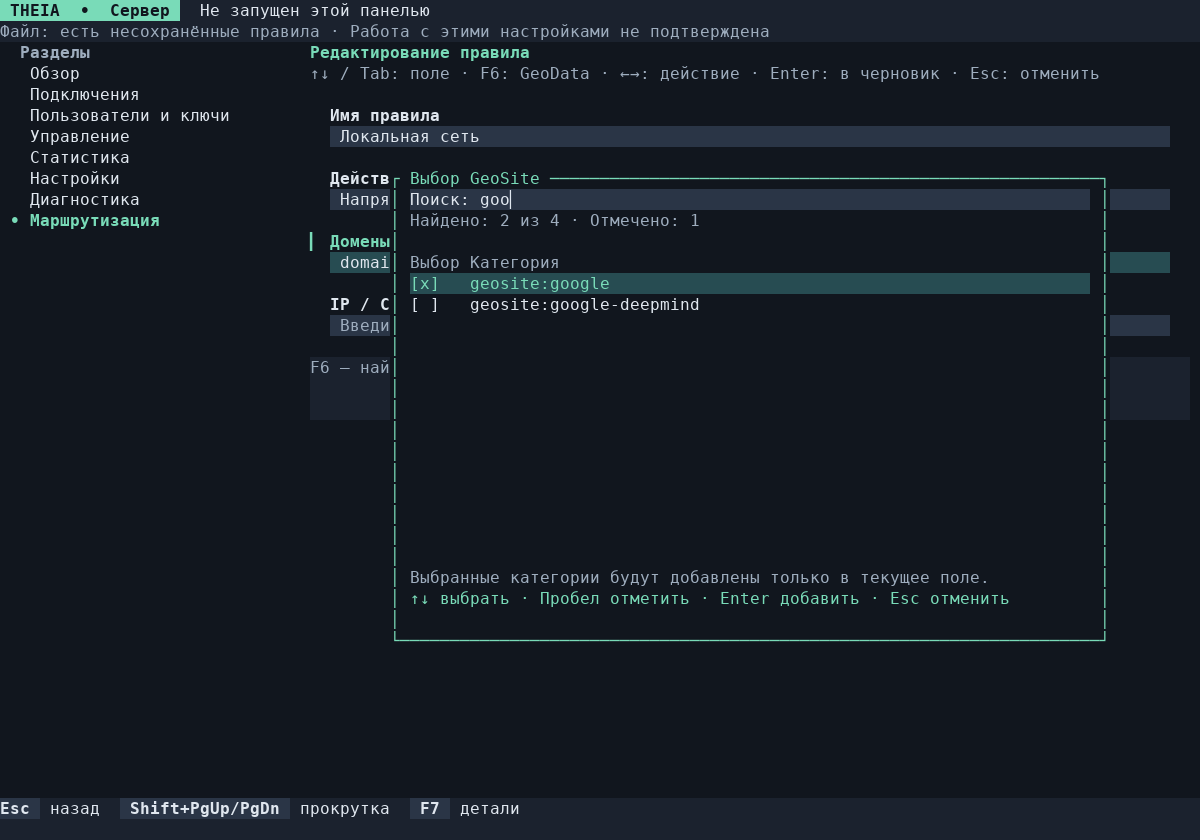 THEIA • Сервер Не запущен этой панелью
Файл: есть несохранённые правила · Работа с этими настройками не подтверждена
Разделы
Обзор
Подключения
Пользователи и ключи
Управление
Статистика
Настройки
Диагностика
• Маршрутизация
Редактирование правила
↑↓ / Tab: поле · F6: GeoData · ←→: действие · Enter: в черновик · Esc: отменить
Имя правила
Локальная сеть
Действ
Напря
Домены
domai
IP / C
Введи
F6 — най
Выбор GeoSite
Поиск: goo
Найдено: 2 из 4 · Отмечено: 1
Выбор Категория
[x] geosite:google
[ ] geosite:google-deepmind
Выбранные категории будут добавлены только в текущее поле.
↑↓ выбрать · Пробел отметить · Enter добавить · Esc отменить
Esc назад Shift+PgUp/PgDn прокрутка F7 детали